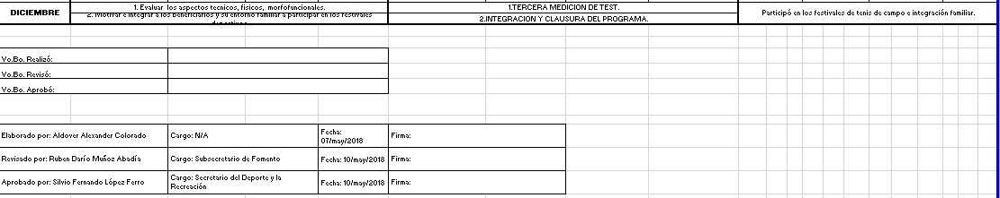 DICIEMBRE
1. Evaluar los aspectos tecnicos, fisicos, morfofuncionales.
2. Motivar e integrar a los beneficiarios y su entorno familiar a participar en los festivales
deportivos.
1.TERCERA MEDICION DE TEST.
2.INTEGRACION Y CLAUSURA DEL PROGRAMA.
Participó en los festivales de tenis de campo e integración familiar.
Vo.Bo. Realizó:
Vo.Bo. Revisó:
Vo.Bo. Aprobó:
Elaborado por: Aldover Alexander Colorado
Cargo: N/A
Fecha:
07/may/2018
Firma:
Revisado por: Ruben Darío Muñoz Abadía
Cargo: Subsecretario de Fomento
Fecha: 10/may/2018
Firma:
Aprobado por: Silvio Fernando López Ferro
Cargo: Secretario del Deporte y la
Recreación
Fecha: 10/may/2018
Firma: